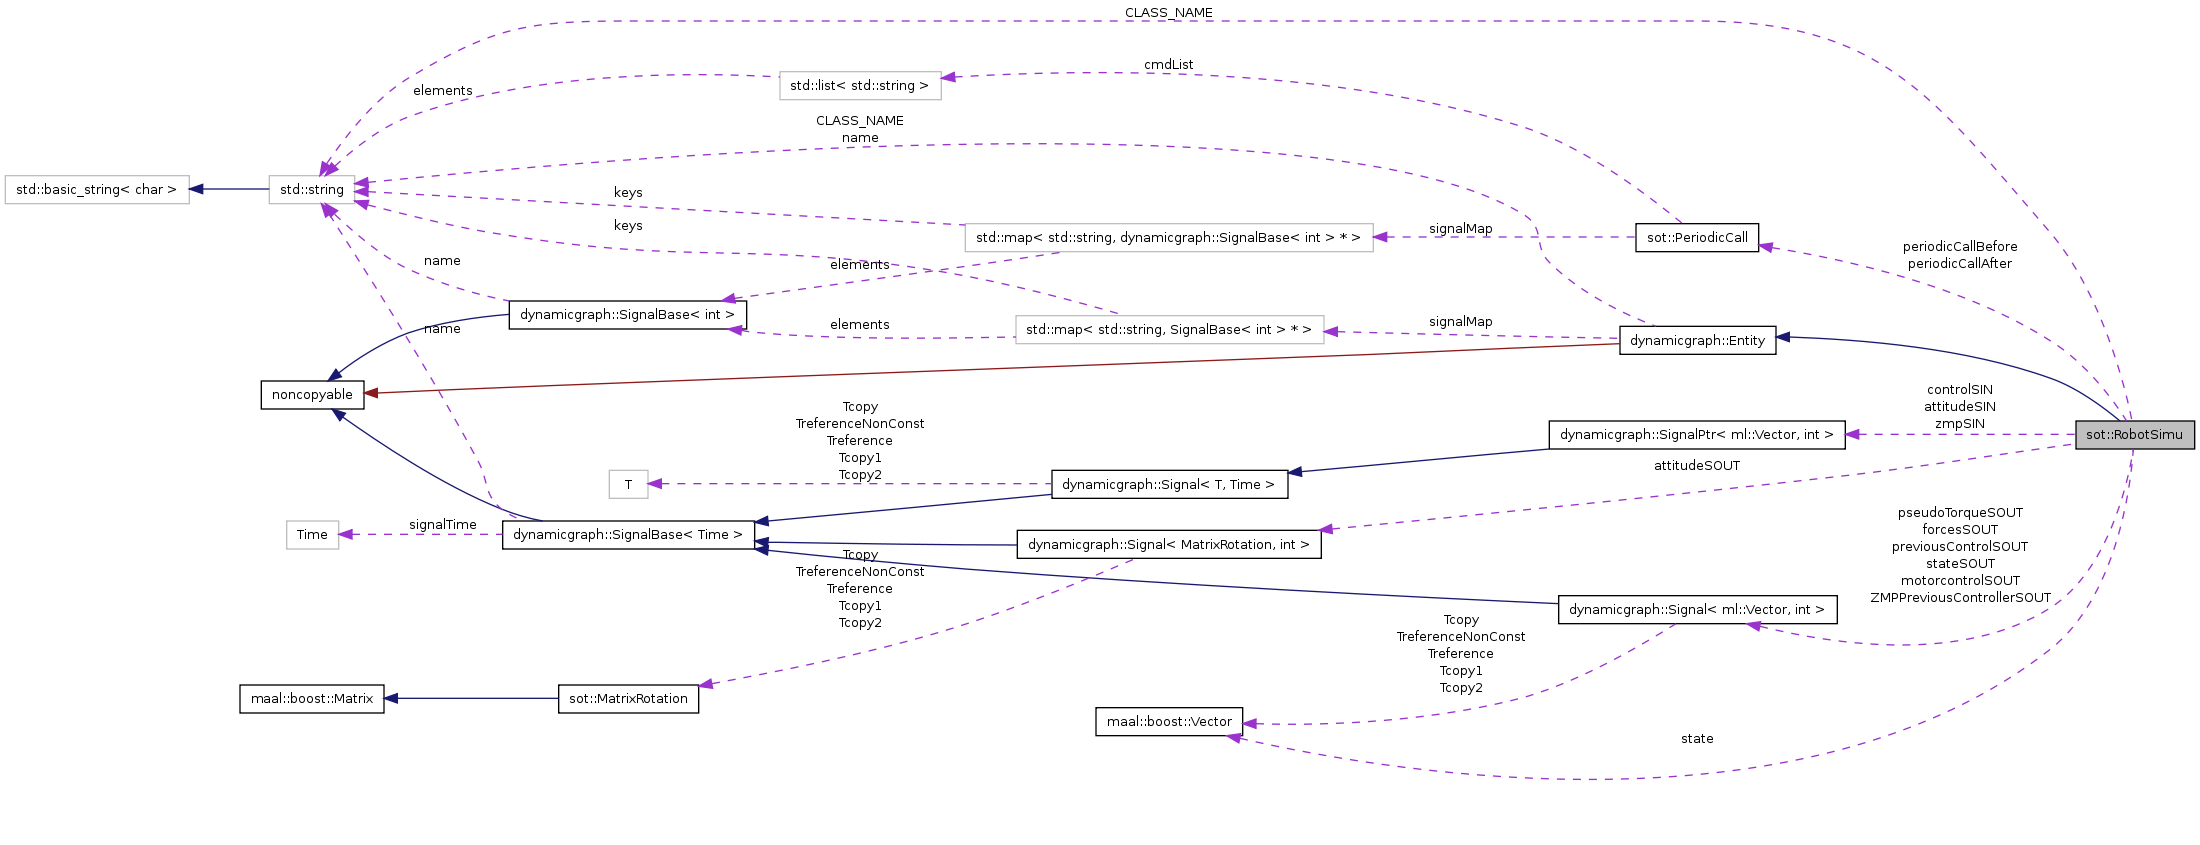 CLASS_NAME
cmdList
std::list< std::string >
elements
CLASS_NAME
name
std::basic_string< char >
std::string
keys
keys
std::map< std::string, dynamicgraph::SignalBase< int > * >
signalMap
sot::PeriodicCall
periodicCallBefore
periodicCallAfter
name
elements
dynamicgraph::SignalBase< int >
name
elements
std::map< std::string, SignalBase< int > * >
signalMap
dynamicgraph::Entity
noncopyable
controlSIN
attitudeSIN
zmpSIN
Tcopy
TreferenceNonConst
Treference
Tcopy1
Tcopy2
dynamicgraph::SignalPtr< ml::Vector, int >
sot::RobotSimu
attitudeSOUT
T
dynamicgraph::Signal< T, Time >
Time
signalTime
dynamicgraph::SignalBase< Time >
dynamicgraph::Signal< MatrixRotation, int >
pseudoTorqueSOUT
forcesSOUT
previousControlSOUT
stateSOUT
motorcontrolSOUT
ZMPPreviousControllerSOUT
Tcopy
TreferenceNonConst
Treference
Tcopy1
Tcopy2
dynamicgraph::Signal< ml::Vector, int >
Tcopy
TreferenceNonConst
Treference
Tcopy1
Tcopy2
maal::boost::Matrix
sot::MatrixRotation
maal::boost::Vector
state